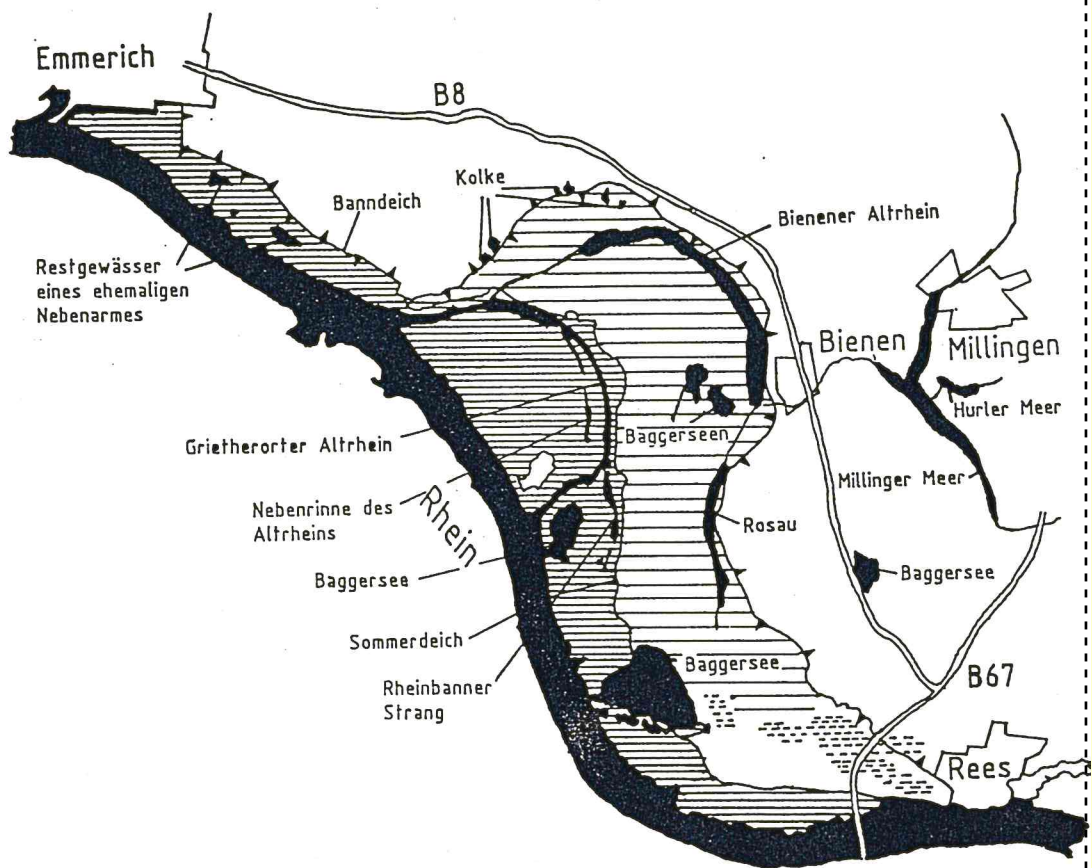 Emmerich
B8
Kolke
Banndeich
Bienener Altrhein
Restgewässer
eines ehemaligen
Nebenarmes
Bienen
Millingen
Hurler Meer
Baggerseen
Grietherorter Altrhein
Millinger Meer
Nebenrinne des
Altrheins
Rhein
Rosau
Baggersee
Baggersee
Sommerdeich
Baggersee
Rheinbanner
Strang
B67
Rees